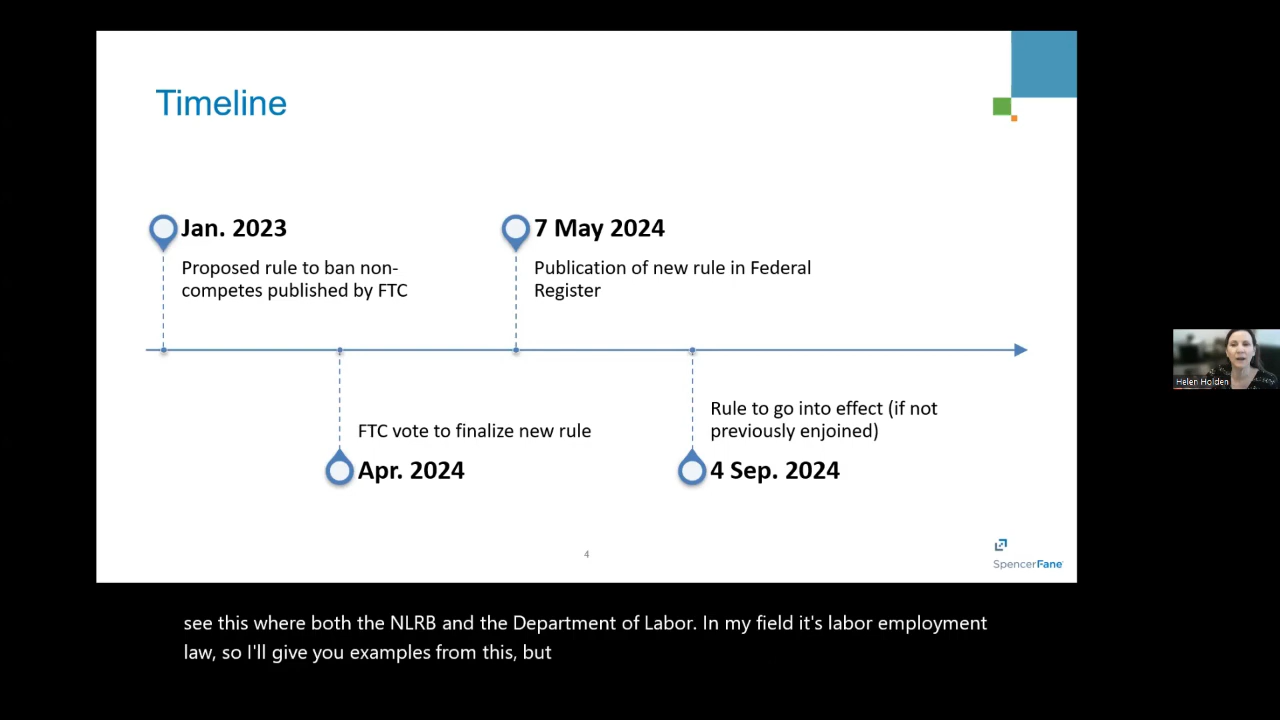 Timeline
Jan. 2023
Proposed rule to ban non-
competes published by FTC
7 May 2024
Publication of new rule in Federal
Register
FTC vote to finalize new rule
Apr. 2024
Rule to go into effect (if not
previously enjoined)
4 Sep. 2024
4
SpencerFane
Helen Holden
see this where both the NLRB and the Department of Labor. In my field it's labor employment
law, so I'll give you examples from this, but